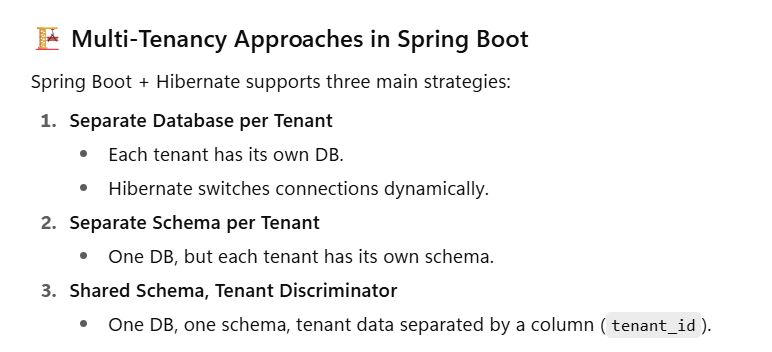 Multi-Tenancy Approaches in Spring Boot
Spring Boot + Hibernate supports three main strategies:
1. Separate Database per Tenant
• Each tenant has its own DB.
• Hibernate switches connections dynamically.
2. Separate Schema per Tenant
• One DB, but each tenant has its own schema.
3. Shared Schema, Tenant Discriminator
• One DB, one schema, tenant data separated by a column (tenant_id).